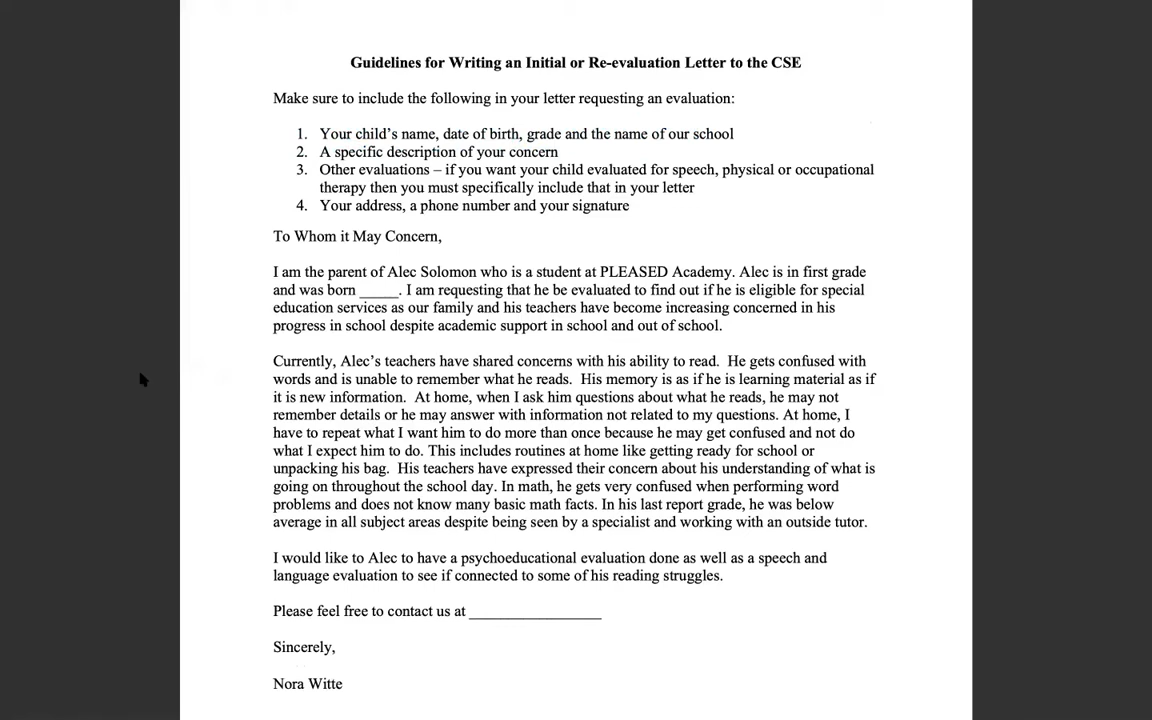 Guidelines for Writing an Initial or Re-evaluation Letter to the CSE
Make sure to include the following in your letter requesting an evaluation:
1. Your child's name, date of birth, grade and the name of our school
2. A specific description of your concern
3. Other evaluations – if you want your child evaluated for speech, physical or occupational
therapy then you must specifically include that in your letter
4. Your address, a phone number and your signature
To Whom it May Concern,
I am the parent of Alec Solomon who is a student at PLEASED Academy. Alec is in first grade
and was born _____. I am requesting that he be evaluated to find out if he is eligible for special
education services as our family and his teachers have become increasing concerned in his
progress in school despite academic support in school and out of school.
Currently, Alec's teachers have shared concerns with his ability to read. He gets confused with
words and is unable to remember what he reads. His memory is as if he is learning material as if
it is new information. At home, when I ask him questions about what he reads, he may not
remember details or he may answer with information not related to my questions. At home, I
have to repeat what I want him to do more than once because he may get confused and not do
what I expect him to do. This includes routines at home like getting ready for school or
unpacking his bag. His teachers have expressed their concern about his understanding of what is
going on throughout the school day. In math, he gets very confused when performing word
problems and does not know many basic math facts. In his last report grade, he was below
average in all subject areas despite being seen by a specialist and working with an outside tutor.
I would like to Alec to have a psychoeducational evaluation done as well as a speech and
language evaluation to see if connected to some of his reading struggles.
Please feel free to contact us at _________________
Sincerely,
Nora Witte